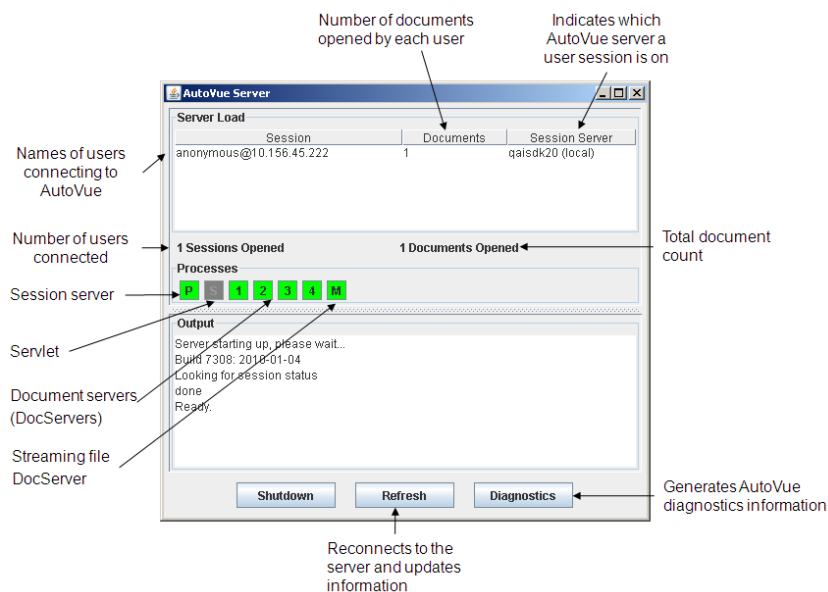 Number of documents
opened by each user
Indicates which
AutoVue server a
user session is on
AutoVue Server
Server Load
Session Documents Session Server
anonymous@10.156.45.222 1 qaisdk20 (local)
Names of users
connecting to
AutoVue
Number of users
connected
1 Sessions Opened 1 Documents Opened
Total document
count
Processes
Session server
P S 1 2 3 4 M
Output
Server starting up, please wait...
Build 7308: 2010-01-04
Looking for session status
done
Ready.
Servlet
Document servers
(DocServers)
Streaming file
DocServer
Shutdown Refresh Diagnostics
Generates AutoVue
diagnostics information
Reconnects to the
server and updates
information